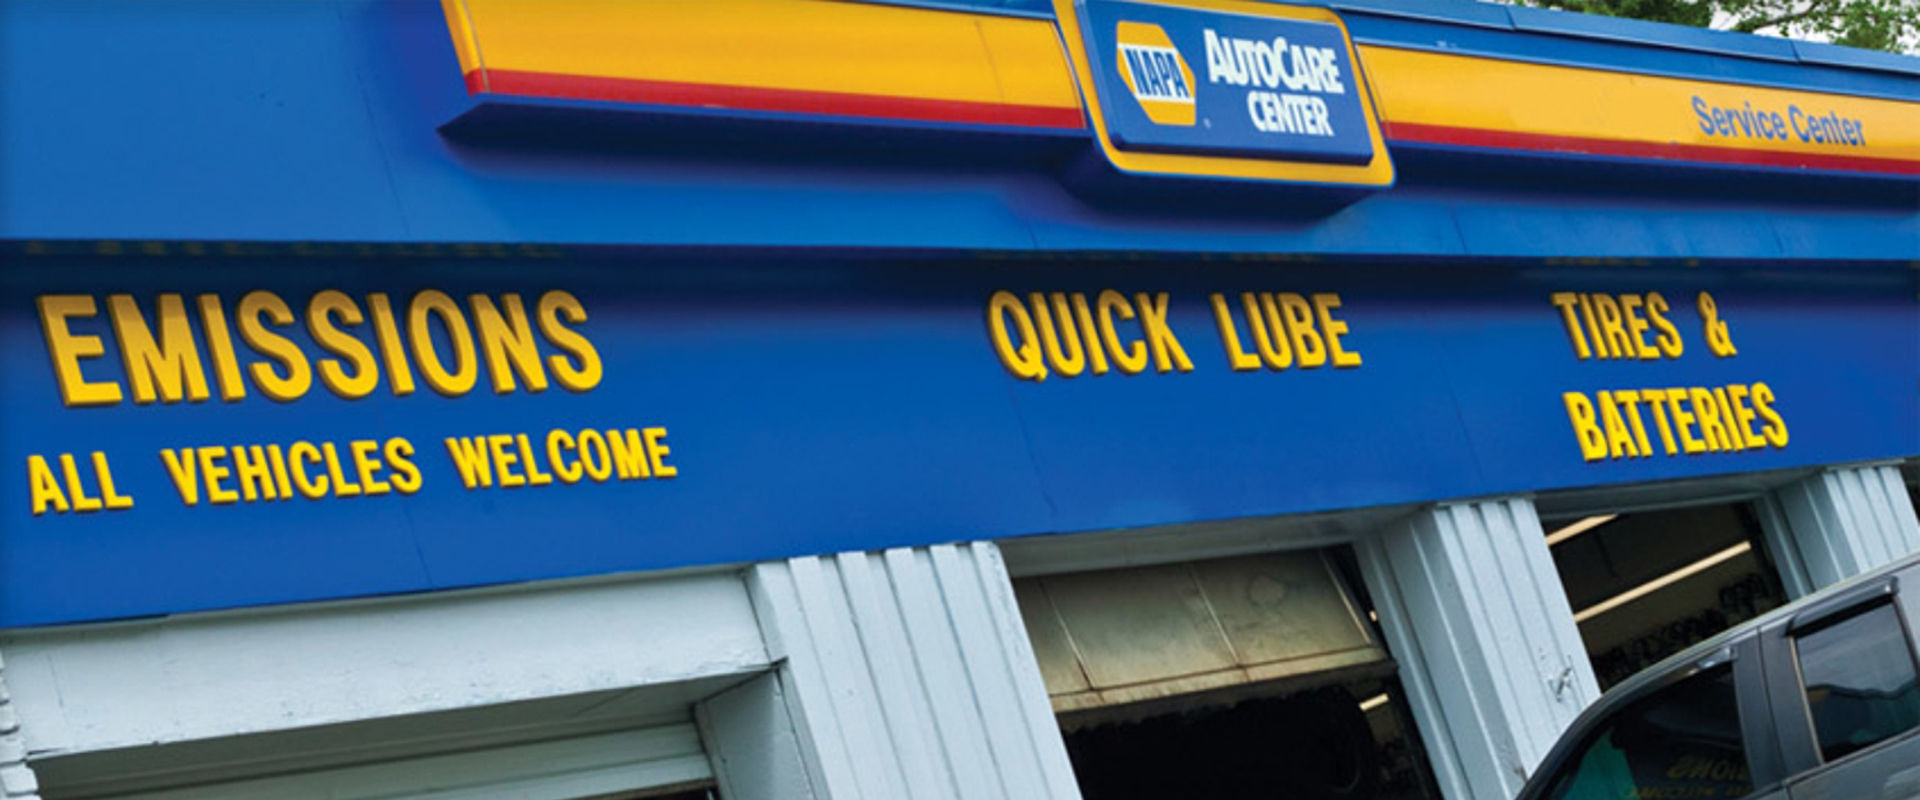 NAPA
AUTOCARE
CENTER
Service Center
EMISSIONS
ALL VEHICLES WELCOME
QUICK LUBE
TIRES &
BATTERIES